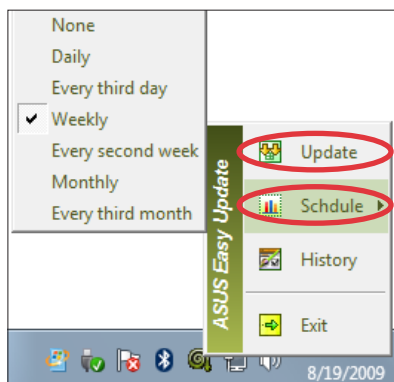 None
Daily
Every third day
Weekly
Every second week
Monthly
Every third month
ASUS Easy Update
Update
Schdule
History
Exit
8/19/2009